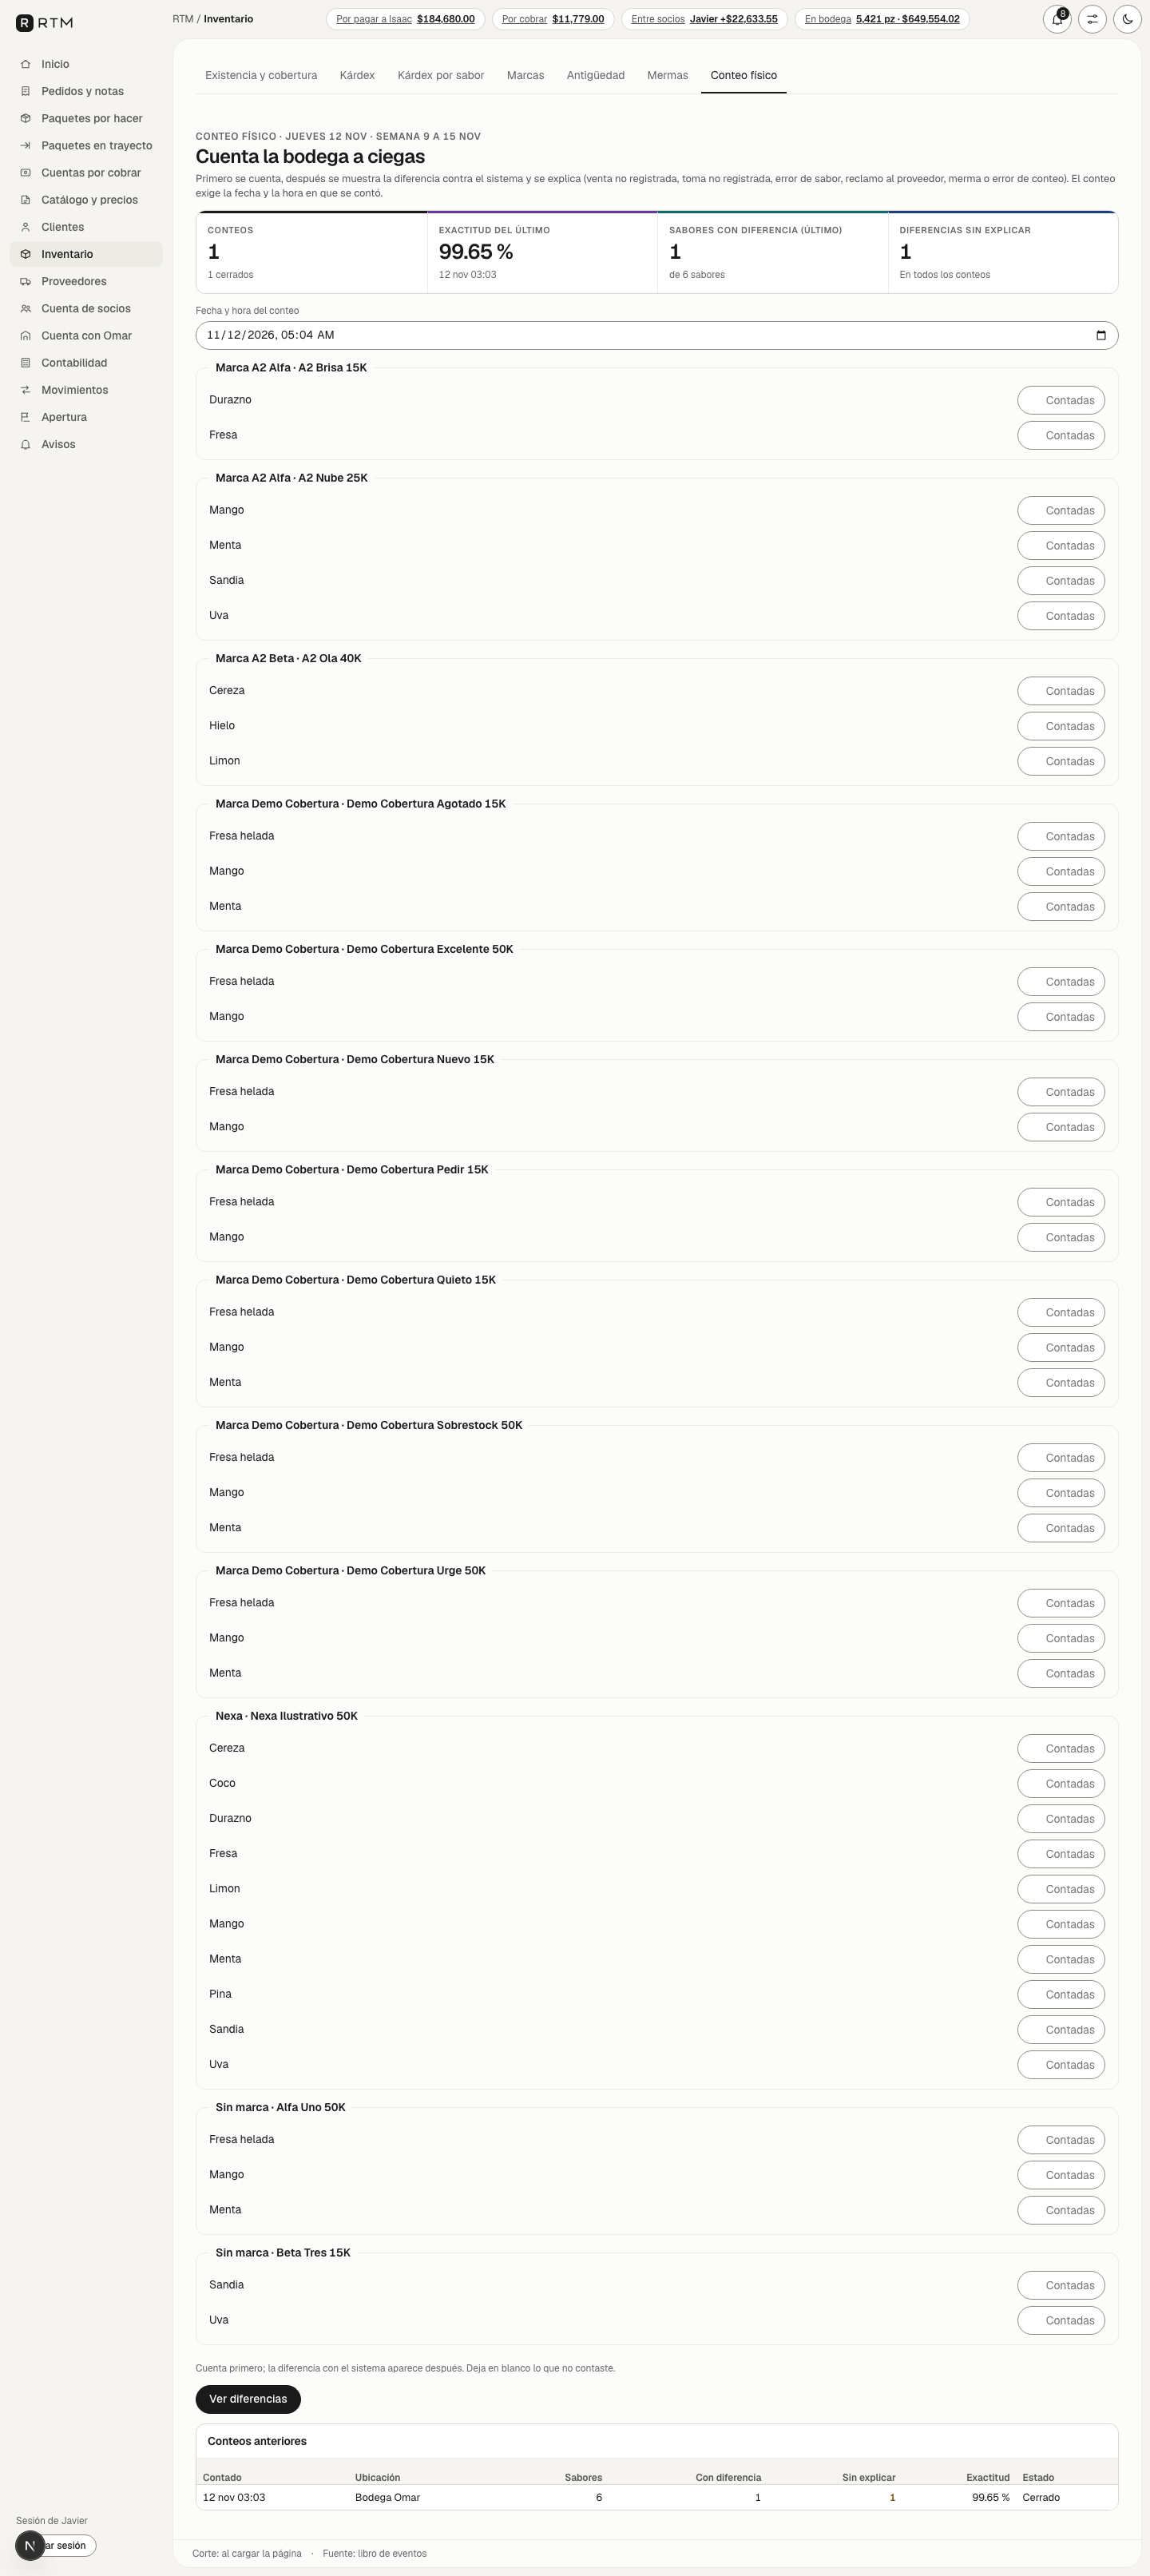 R RTM
RTM / Inventario
Por pagar a Isaac $184,680.00
Por cobrar $11,779.00
Entre socios Javier +$22,633.55
En bodega 5,421 pz · $649,554.02
8
Inicio
Pedidos y notas
Paquetes por hacer
Paquetes en trayecto
Cuentas por cobrar
Catálogo y precios
Clientes
Inventario
Proveedores
Cuenta de socios
Cuenta con Omar
Contabilidad
Movimientos
Apertura
Avisos
Existencia y cobertura
Kárdex
Kárdex por sabor
Marcas
Antigüedad
Mermas
Conteo físico
CONTEO FÍSICO · JUEVES 12 NOV · SEMANA 9 A 15 NOV
Cuenta la bodega a ciegas
Primero se cuenta, después se muestra la diferencia contra el sistema y se explica (venta no registrada, toma no registrada, error de sabor, reclamo al proveedor, merma o error de conteo). El conteo
exige la fecha y la hora en que se contó.
CONTEOS
1
1 cerrados
EXACTITUD DEL ÚLTIMO
99.65 %
12 nov 03:03
SABORES CON DIFERENCIA (ÚLTIMO)
1
de 6 sabores
DIFERENCIAS SIN EXPLICAR
1
En todos los conteos
Fecha y hora del conteo
11/12/2026, 05:04 AM
Marca A2 Alfa · A2 Brisa 15K
Durazno Contadas
Fresa Contadas
Marca A2 Alfa · A2 Nube 25K
Mango Contadas
Menta Contadas
Sandia Contadas
Uva Contadas
Marca A2 Beta · A2 Ola 40K
Cereza Contadas
Hielo Contadas
Limon Contadas
Marca Demo Cobertura · Demo Cobertura Agotado 15K
Fresa helada Contadas
Mango Contadas
Menta Contadas
Marca Demo Cobertura · Demo Cobertura Excelente 50K
Fresa helada Contadas
Mango Contadas
Marca Demo Cobertura · Demo Cobertura Nuevo 15K
Fresa helada Contadas
Mango Contadas
Marca Demo Cobertura · Demo Cobertura Pedir 15K
Fresa helada Contadas
Mango Contadas
Marca Demo Cobertura · Demo Cobertura Quieto 15K
Fresa helada Contadas
Mango Contadas
Menta Contadas
Marca Demo Cobertura · Demo Cobertura Sobrestock 50K
Fresa helada Contadas
Mango Contadas
Menta Contadas
Marca Demo Cobertura · Demo Cobertura Urge 50K
Fresa helada Contadas
Mango Contadas
Menta Contadas
Nexa · Nexa Ilustrativo 50K
Cereza Contadas
Coco Contadas
Durazno Contadas
Fresa Contadas
Limon Contadas
Mango Contadas
Menta Contadas
Pina Contadas
Sandia Contadas
Uva Contadas
Sin marca · Alfa Uno 50K
Fresa helada Contadas
Mango Contadas
Menta Contadas
Sin marca · Beta Tres 15K
Sandia Contadas
Uva Contadas
Cuenta primero; la diferencia con el sistema aparece después. Deja en blanco lo que no contaste.
Ver diferencias
Conteos anteriores
Contado Ubicación Sabores Con diferencia Sin explicar Exactitud Estado
12 nov 03:03 Bodega Omar 6 1 1 99.65 % Cerrado
Sesión de Javier
N ar sesión
Corte: al cargar la página · Fuente: libro de eventos